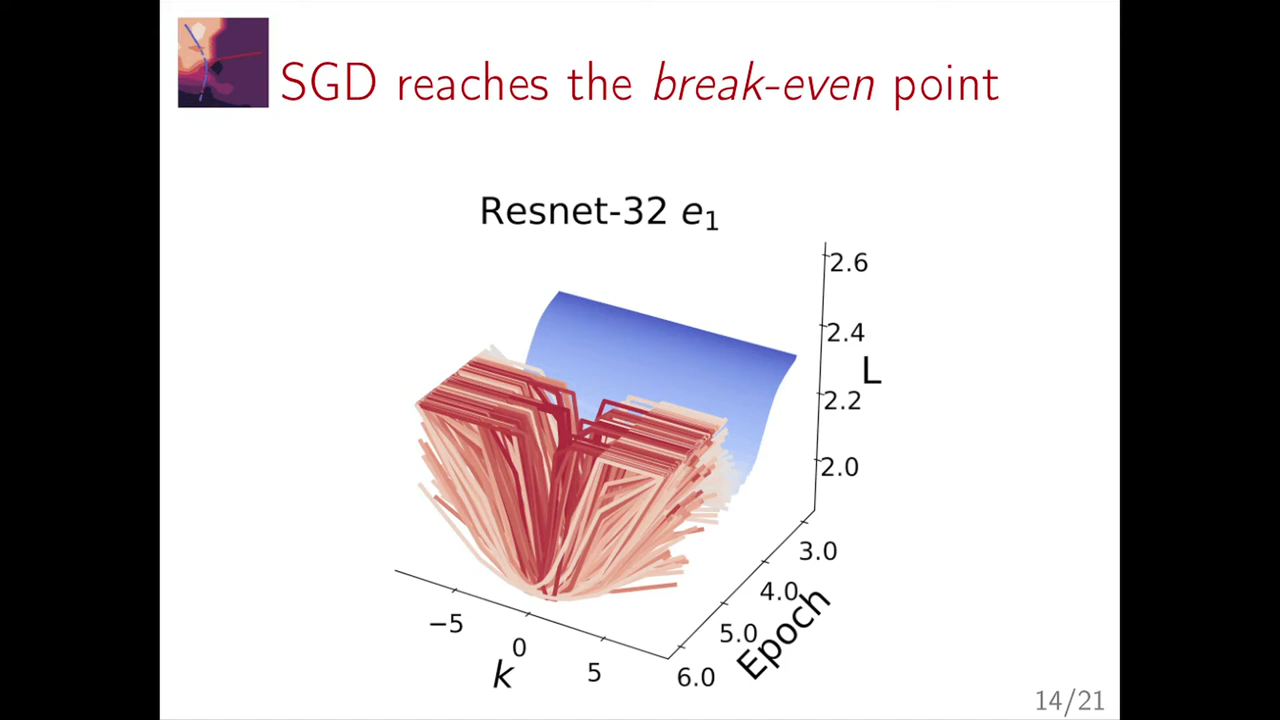 SGD reaches the break-even point
Resnet-32 e₁
2.6
2.4
L
2.2
2.0
3.0
4.0
5.0
6.0
Epoch
−5
0
5
k
14/21